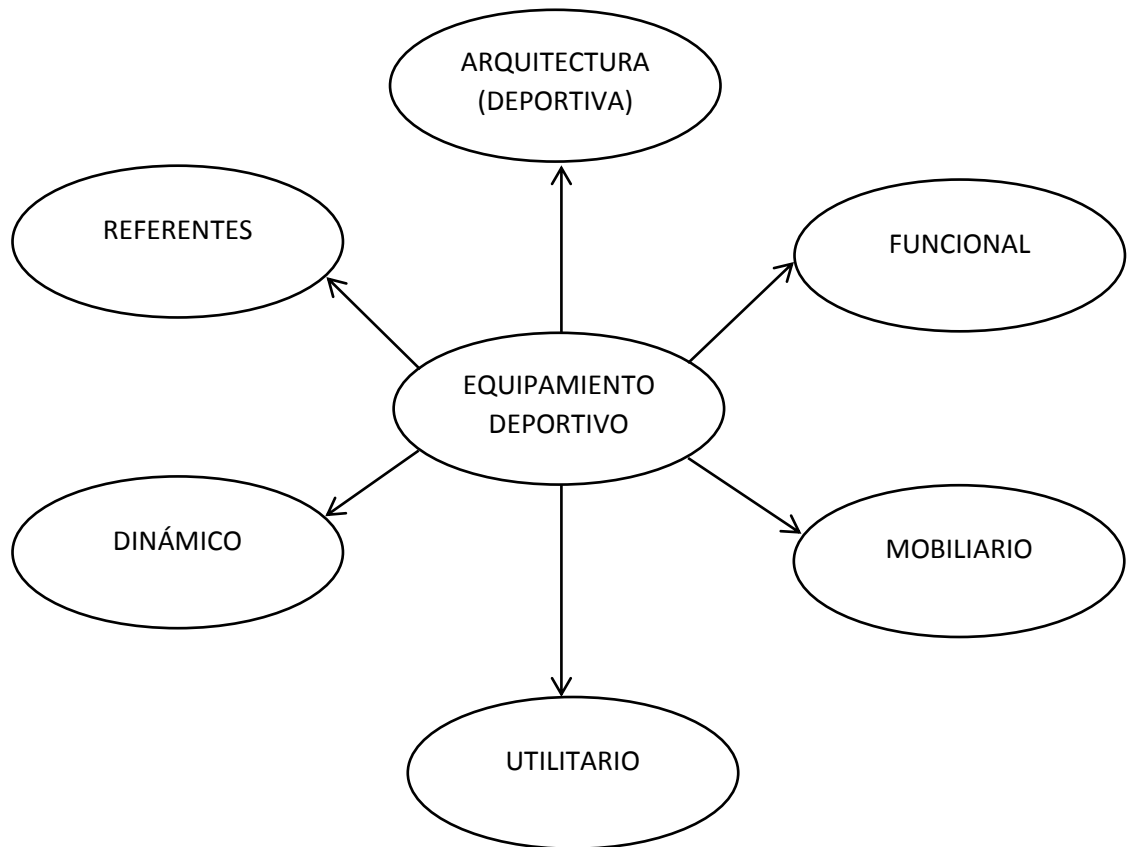 ARQUITECTURA
(DEPORTIVA)
REFERENTES
FUNCIONAL
EQUIPAMIENTO
DEPORTIVO
DINÁMICO
MOBILIARIO
UTILITARIO